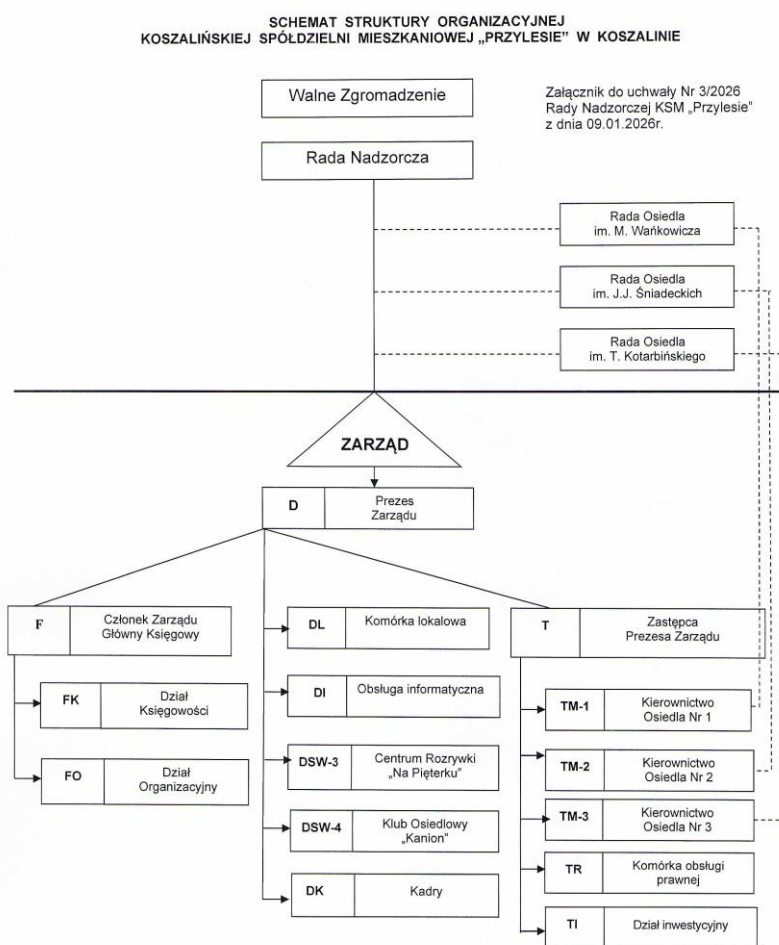 SCHEMAT STRUKTURY ORGANIZACYJNEJ
KOSZALIŃSKIEJ SPÓŁDZIELNI MIESZKANIOWEJ „PRZYLESIE” W KOSZALINIE
Walne Zgromadzenie
Załącznik do uchwały Nr 3/2026
Rady Nadzorczej KSM „Przylesie”
z dnia 09.01.2026r.
Rada Nadzorcza
Rada Osiedla
im. M. Wańkowicza
Rada Osiedla
im. J.J. Śniadeckich
Rada Osiedla
im. T. Kotarbińskiego
ZARZĄD
D
Prezes
Zarządu
F
Członek Zarządu
Główny Księgowy
FK
Dział
Księgowości
FO
Dział
Organizacyjny
DL
Komórka lokalowa
DI
Obsługa informatyczna
DSW-3
Centrum Rozrywki
„Na Pięterku”
DSW-4
Klub Osiedlowy
„Kanion”
DK
Kadry
T
Zastępca
Prezesa Zarządu
TM-1
Kierownictwo
Osiedla Nr 1
TM-2
Kierownictwo
Osiedla Nr 2
TM-3
Kierownictwo
Osiedla Nr 3
TR
Komórka obsługi
prawnej
TI
Dział inwestycyjny